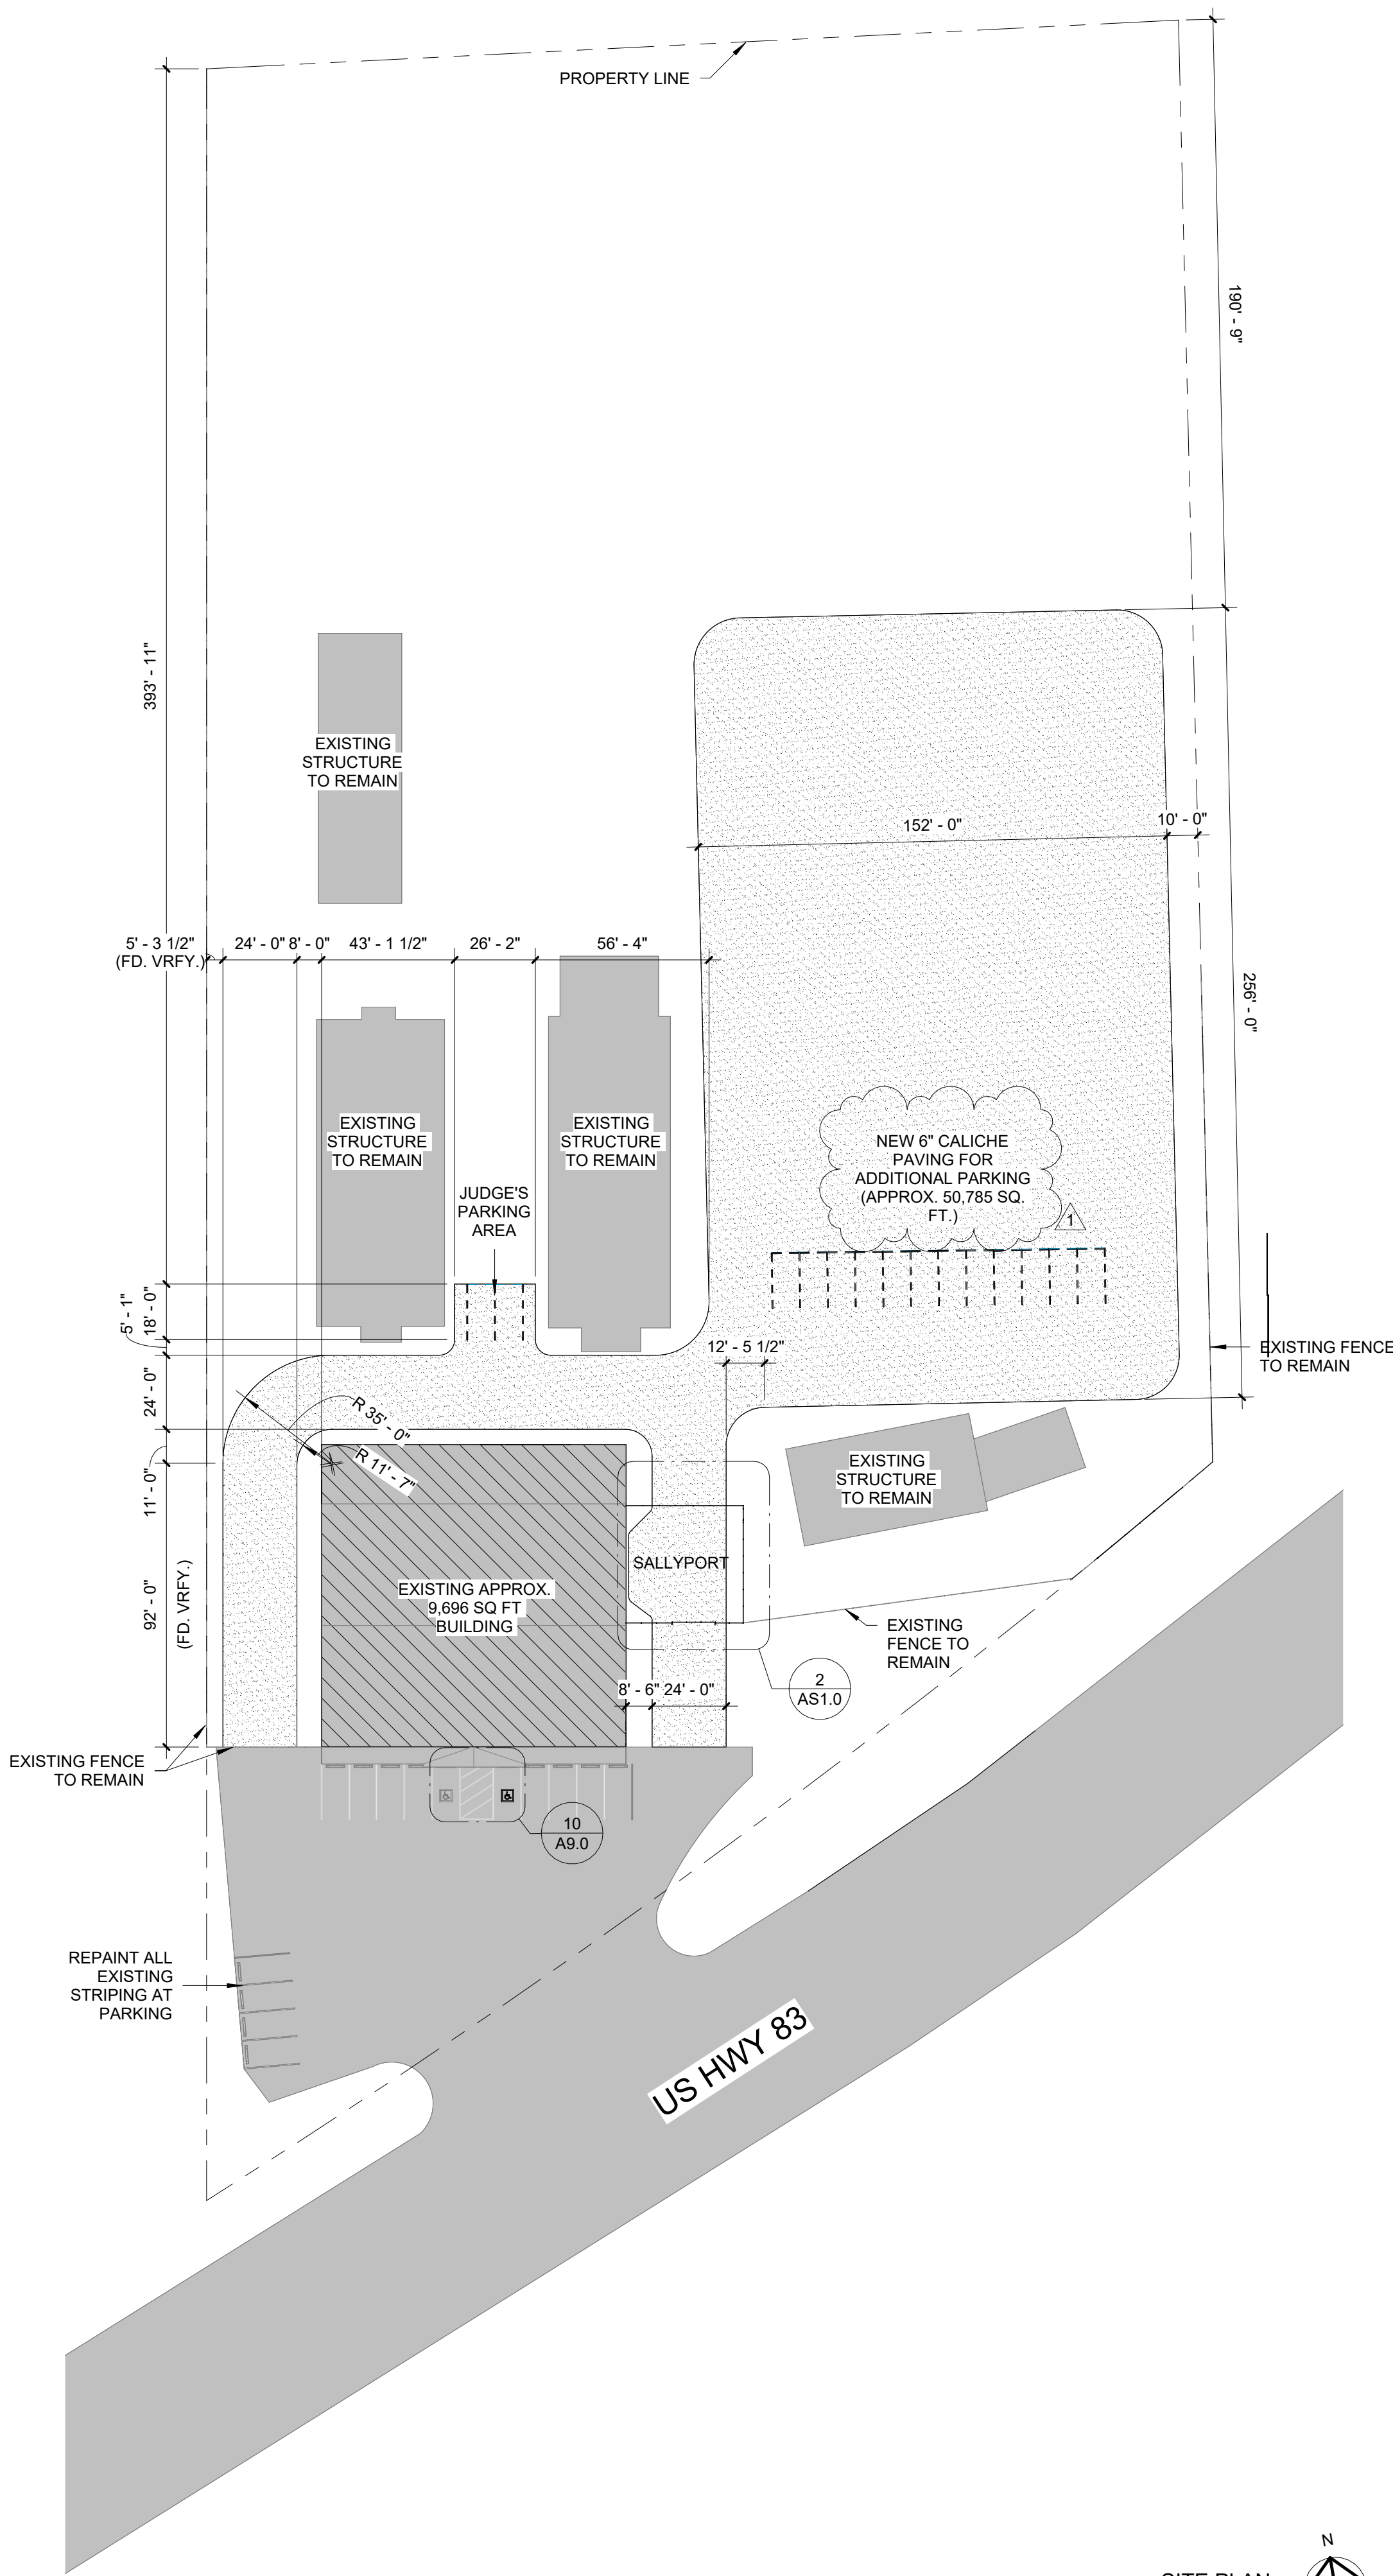 PROPERTY LINE
190' - 9"
393' - 11"
EXISTING
STRUCTURE
TO REMAIN
152' - 0"
10' - 0"
5' - 3 1/2"
(FD. VRFY.)
24' - 0"
8' - 0"
43' - 1 1/2"
26' - 2"
56' - 4"
256' - 0"
EXISTING
STRUCTURE
TO REMAIN
EXISTING
STRUCTURE
TO REMAIN
JUDGE'S
PARKING
AREA
NEW 6" CALICHE
PAVING FOR
ADDITIONAL PARKING
(APPROX. 50,785 SQ.
FT.)
1
5' - 1"
18' - 0"
12' - 5 1/2"
EXISTING FENCE
TO REMAIN
24' - 0"
R 35' - 0"
R 11' - 7"
11' - 0"
EXISTING
STRUCTURE
TO REMAIN
SALLYPORT
92' - 0"
(FD. VRFY.)
EXISTING APPROX.
9,696 SQ FT
BUILDING
EXISTING
FENCE TO
REMAIN
8' - 6"
24' - 0"
2
AS1.0
EXISTING FENCE
TO REMAIN
10
A9.0
REPAINT ALL
EXISTING
STRIPING AT
PARKING
US HWY 83
N
SITE PLAN